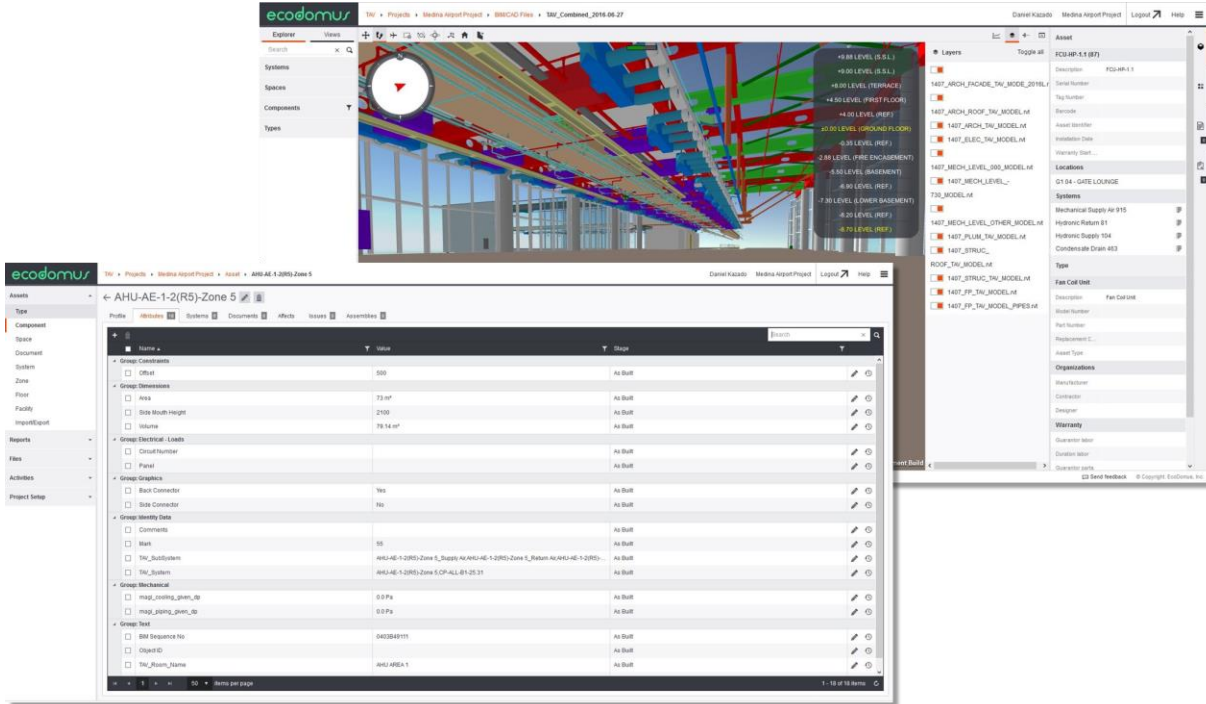 ecodomus
TAV › Projects › Medina Airport Project › BIM/CAD Files › TAV_Combined_2016-06-27
Daniel Kazado Medina Airport Project Logout Help
Explorer Views
Search
Systems
Spaces
Components
Types
+9.88 LEVEL (S.S.L.)
+9.00 LEVEL (S.S.L.)
+8.00 LEVEL (TERRACE)
+4.50 LEVEL (FIRST FLOOR)
+4.00 LEVEL (REF.)
±0.00 LEVEL (GROUND FLOOR)
-0.35 LEVEL (REF.)
-2.88 LEVEL (FIRE ENCASEMENT)
-5.50 LEVEL (BASEMENT)
-6.90 LEVEL (REF.)
-7.30 LEVEL (LOWER BASEMENT)
-8.20 LEVEL (REF.)
-8.70 LEVEL (REF.)
Layers Toggle all
1407_ARCH_FACADE_TAV_MODE_2016L.r
1407_ARCH_ROOF_TAV_MODEL.rvt
1407_ARCH_TAV_MODEL.rvt
1407_ELEC_TAV_MODEL.rvt
1407_MECH_LEVEL_000_MODEL.rvt
1407_MECH_LEVEL_-
730_MODEL.rvt
1407_MECH_LEVEL_OTHER_MODEL.rvt
1407_PLUM_TAV_MODEL.rvt
1407_STRUC_
ROOF_TAV_MODEL.rvt
1407_STRUC_TAV_MODEL.rvt
1407_FP_TAV_MODEL.rvt
1407_FP_TAV_MODEL_PIPES.rvt
Asset
FCU-HP-1.1 (87)
Description FCU-HP-1.1
Serial Number
Tag Number
Barcode
Asset Identifier
Installation Date
Warranty Start ...
Locations
G1 04 - GATE LOUNGE
Systems
Mechanical Supply Air 915
Hydronic Return 81
Hydronic Supply 104
Condensate Drain 463
Type
Fan Coil Unit
Description Fan Coil Unit
Model Number
Part Number
Replacement C...
Asset Type
Organizations
Manufacturer
Contractor
Designer
Warranty
Guarantor labor
Duration labor
Guarantor parts
ment Build
Send feedback © Copyright EcoDomus, Inc.
ecodomus
TAV › Projects › Medina Airport Project › Asset › AHU-AE-1-2(R5)-Zone 5
Daniel Kazado Medina Airport Project Logout Help
Assets
Type
Component
Space
Document
System
Zone
Floor
Facility
Import/Export
Reports
Files
Activities
Project Setup
← AHU-AE-1-2(R5)-Zone 5
Profile Attributes Systems Documents Affects Issues Assemblies
Search
Name Value Stage
Group: Constraints
Offset 500 As Built
Group: Dimensions
Area 73 m² As Built
Side Mouth Height 2100 As Built
Volume 79.14 m³ As Built
Group: Electrical - Loads
Circuit Number As Built
Panel As Built
Group: Graphics
Back Connector Yes As Built
Side Connector No As Built
Group: Identity Data
Comments As Built
Mark 55 As Built
TAV_SubSystem AHU-AE-1-2(R5)-Zone 5_Supply Air,AHU-AE-1-2(R5)-Zone 5_Return Air,AHU-AE-1-2(R5)-... As Built
TAV_System AHU-AE-1-2(R5)-Zone 5,CP-ALL-B1-25.31 As Built
Group: Mechanical
magi_cooling_given_dp 0.0 Pa As Built
magi_piping_given_dp 0.0 Pa As Built
Group: Text
BIM Sequence No 0403B481f1 As Built
Object ID As Built
TAV_Room_Name AHU AREA 1 As Built
1 50 items per page 1 - 18 of 18 items